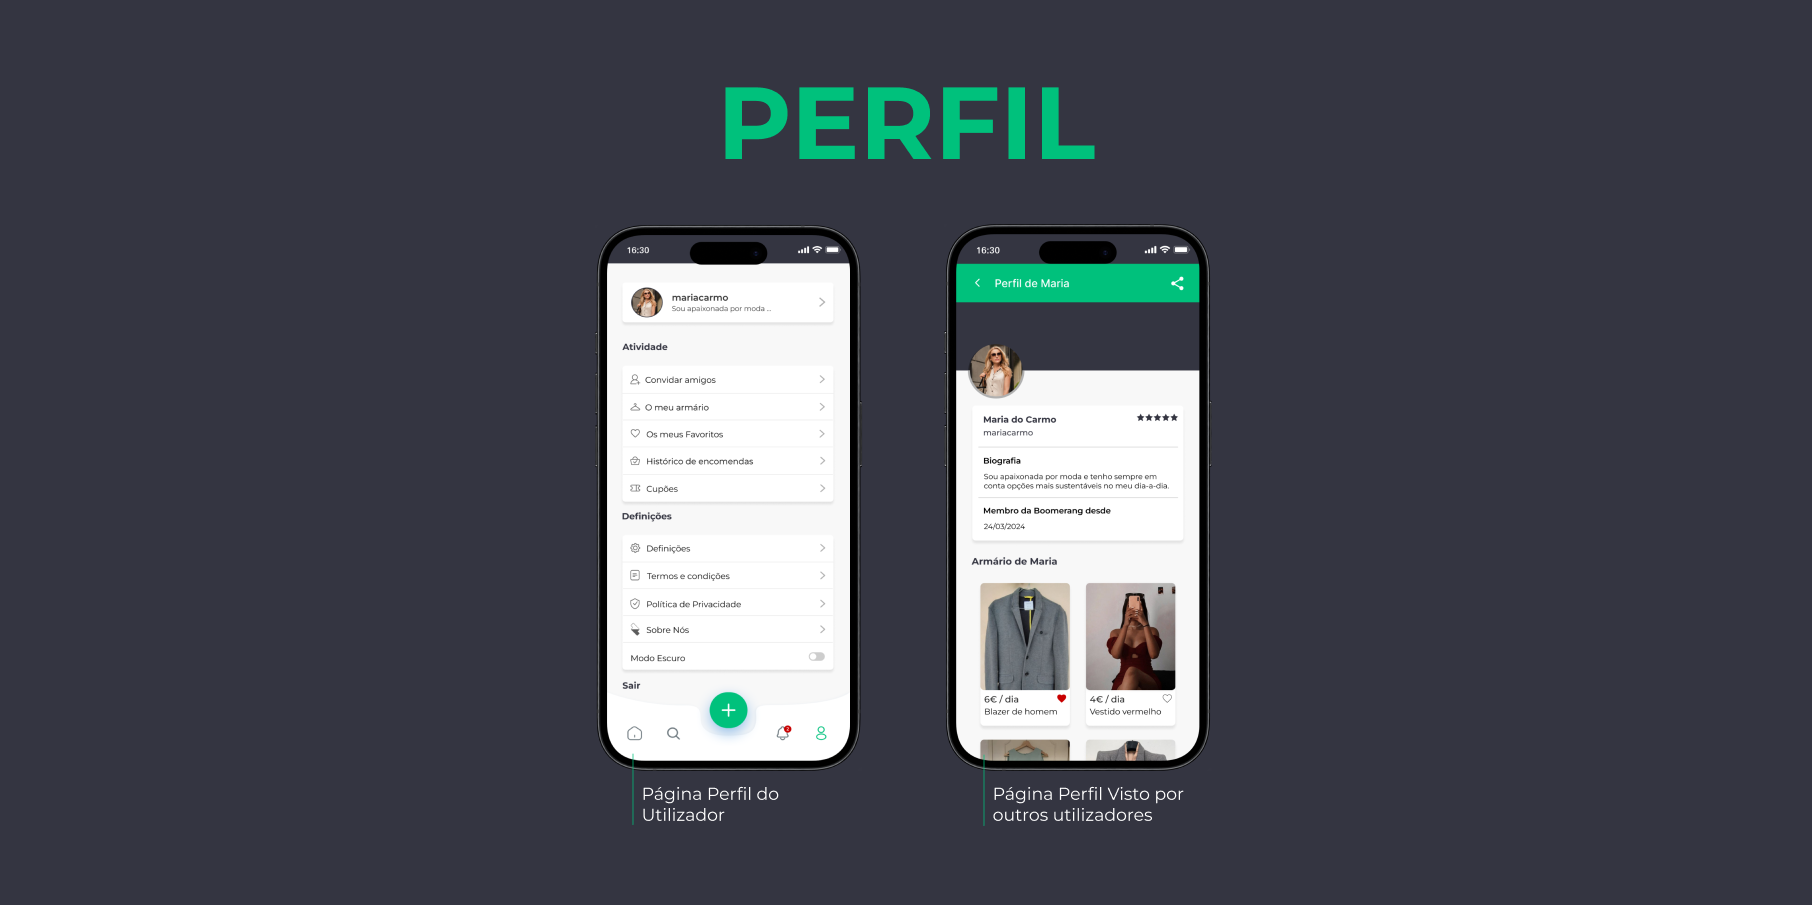 PERFIL
16:30
mariacarmo
Sou apaixonada por moda ...
Atividade
Convidar amigos
O meu armário
Os meus Favoritos
Histórico de encomendas
Cupões
Definições
Definições
Termos e condições
Política de Privacidade
Sobre Nós
Modo Escuro
Sair
2
Página Perfil do
Utilizador
16:30
Perfil de Maria
Maria do Carmo
mariacarmo
Biografia
Sou apaixonada por moda e tenho sempre em
conta opções mais sustentáveis no meu dia-a-dia.
Membro da Boomerang desde
24/03/2024
Armário de Maria
6€ / dia
Blazer de homem
4€ / dia
Vestido vermelho
Página Perfil Visto por
outros utilizadores